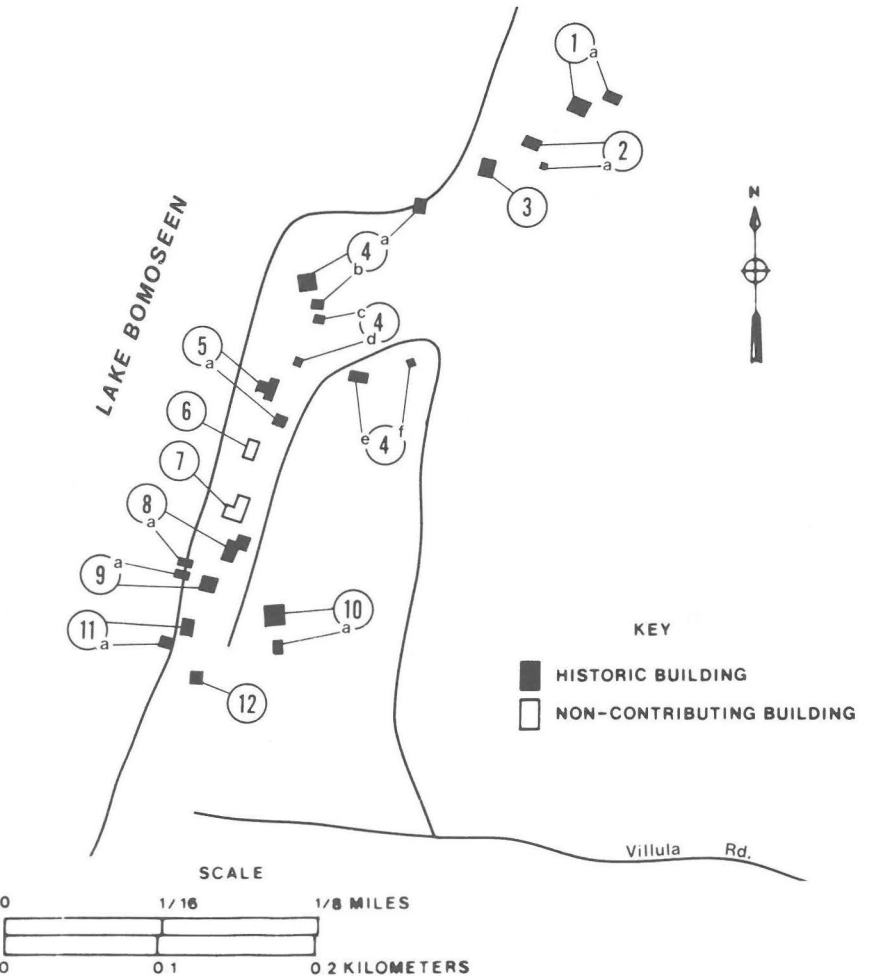 1
a
2
a
3
N
4
a
b
4
c
d
LAKE BOMOSEEN
5
a
6
4
e
f
7
8
a
9
a
10
a
11
a
12
KEY
HISTORIC BUILDING
NON-CONTRIBUTING BUILDING
Villula Rd.
SCALE
0 1/16 1/8 MILES
0 0.1 0.2 KILOMETERS